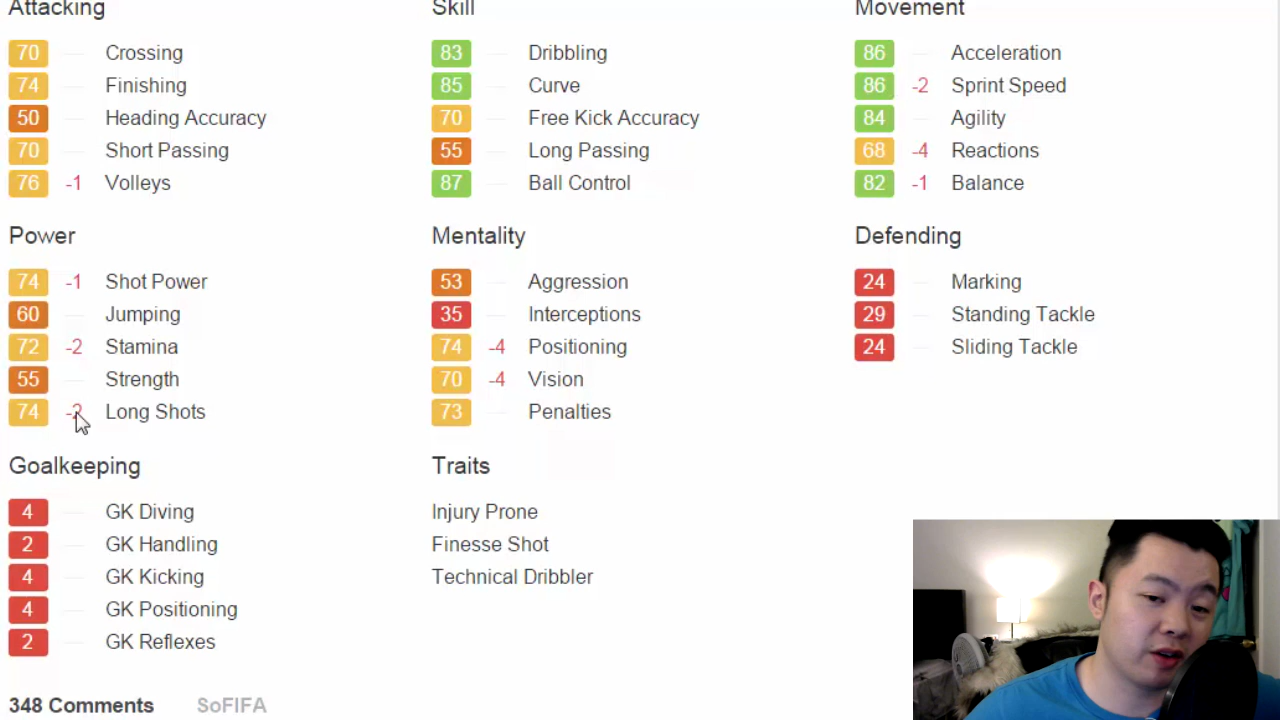 Attacking
70 Crossing
74 Finishing
50 Heading Accuracy
70 Short Passing
76 -1 Volleys
Skill
83 Dribbling
85 Curve
70 Free Kick Accuracy
55 Long Passing
87 Ball Control
Movement
86 Acceleration
86 -2 Sprint Speed
84 Agility
68 -4 Reactions
82 -1 Balance
Power
74 -1 Shot Power
60 Jumping
72 -2 Stamina
55 Strength
74 -2 Long Shots
Mentality
53 Aggression
35 Interceptions
74 -4 Positioning
70 -4 Vision
73 Penalties
Defending
24 Marking
29 Standing Tackle
24 Sliding Tackle
Goalkeeping
4 GK Diving
2 GK Handling
4 GK Kicking
4 GK Positioning
2 GK Reflexes
Traits
Injury Prone
Finesse Shot
Technical Dribbler
348 Comments SoFIFA